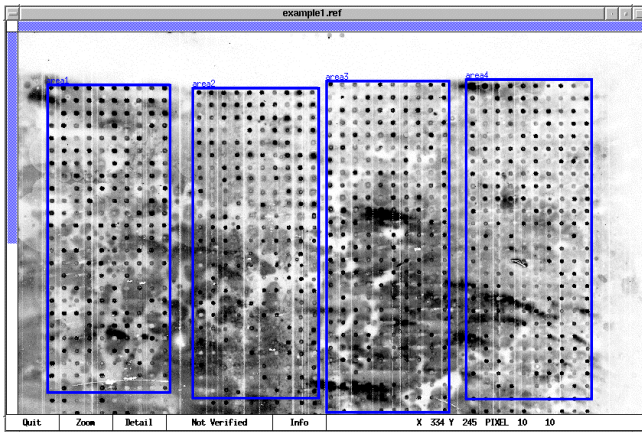 example1.ref
area1
area2
area3
area4
Quit Zoom Detail Not Verified Info X 334 Y 245 PIXEL 10 10